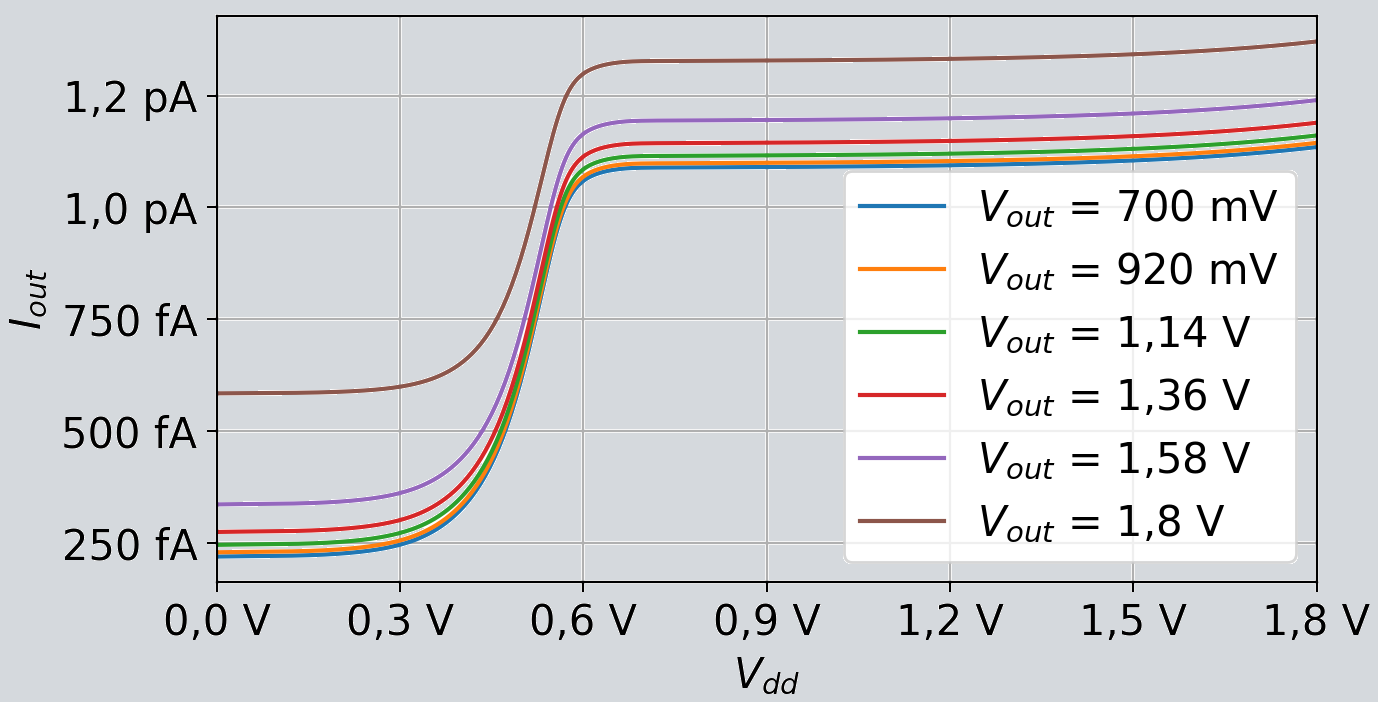 1,2 pA
1,0 pA
750 fA
500 fA
250 fA
I_out
0,0 V 0,3 V 0,6 V 0,9 V 1,2 V 1,5 V 1,8 V
V_dd
V_out = 700 mV
V_out = 920 mV
V_out = 1,14 V
V_out = 1,36 V
V_out = 1,58 V
V_out = 1,8 V